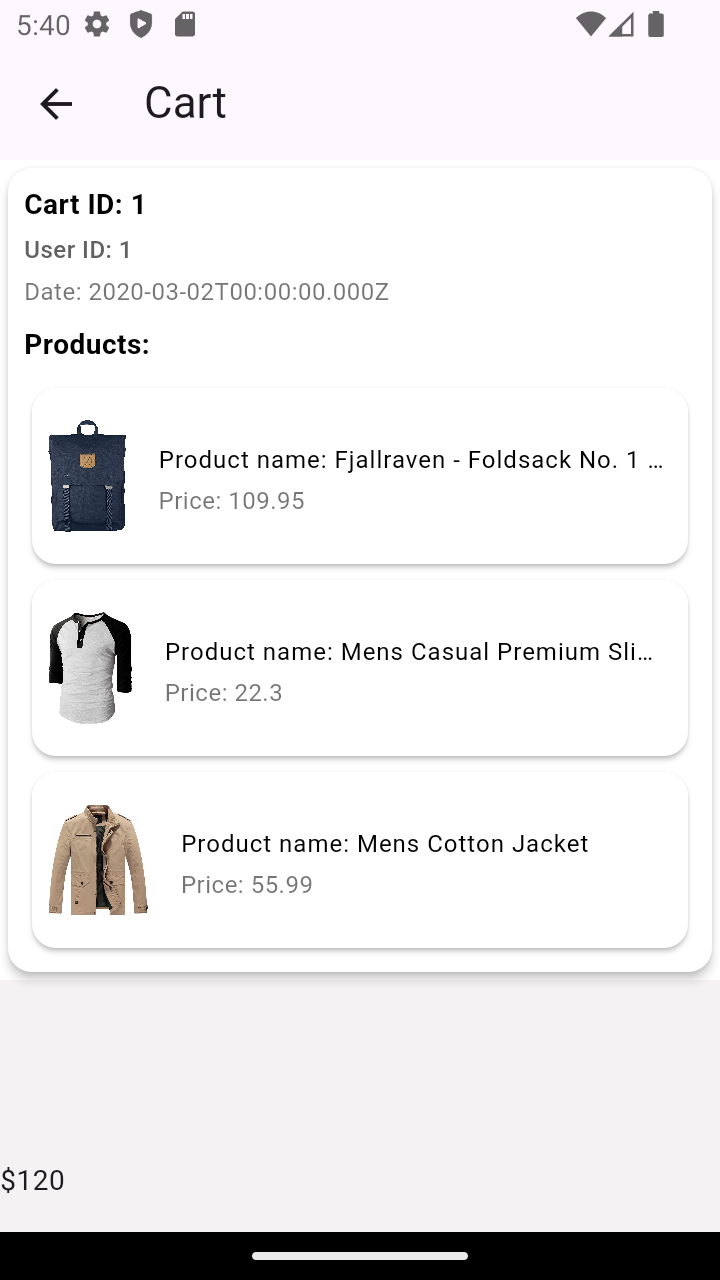 5:40
Cart
Cart ID: 1
User ID: 1
Date: 2020-03-02T00:00:00.000Z
Products:
Product name: Fjallraven - Foldsack No. 1 …
Price: 109.95
Product name: Mens Casual Premium Sli…
Price: 22.3
Product name: Mens Cotton Jacket
Price: 55.99
$120